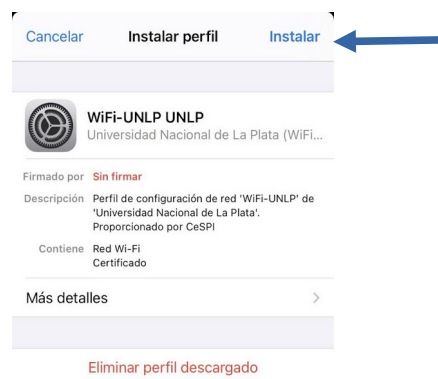 Cancelar Instalar perfil Instalar
WiFi-UNLP UNLP
Universidad Nacional de La Plata (WiFi...
Firmado por Sin firmar
Descripción Perfil de configuración de red 'WiFi-UNLP' de
'Universidad Nacional de La Plata'.
Proporcionado por CeSPI
Contiene Red Wi-Fi
Certificado
Más detalles
Eliminar perfil descargado